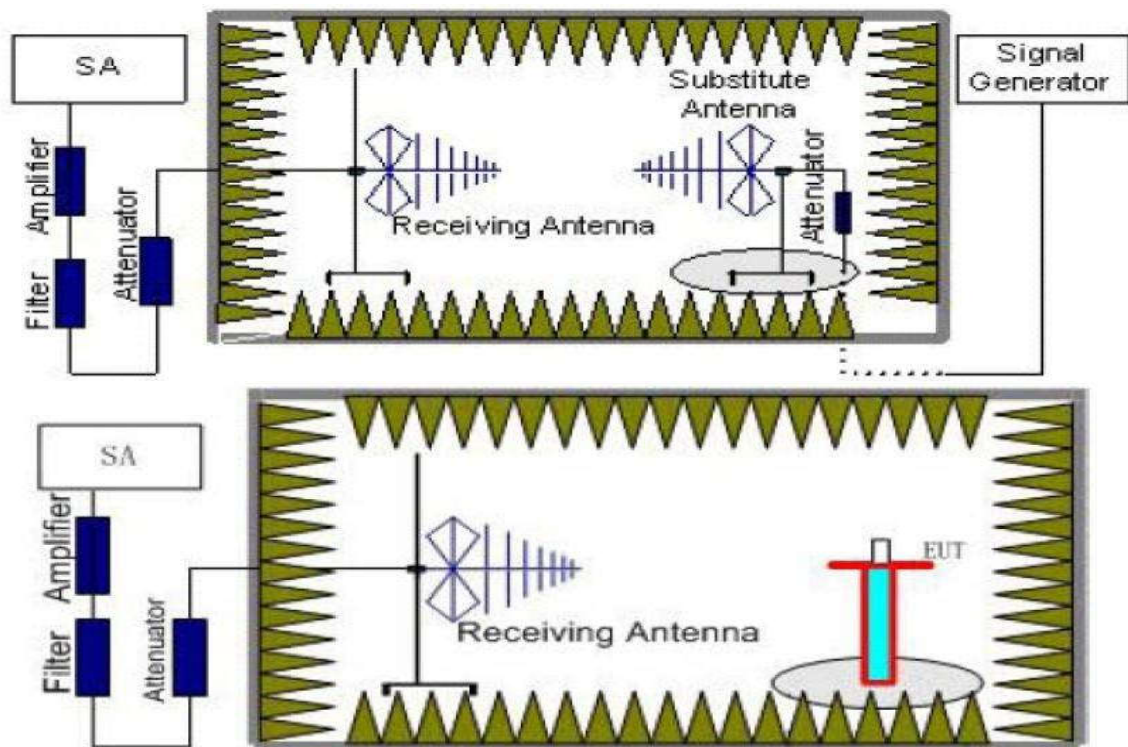 SA
Amplifier
Filter
Attenuator
Receiving Antenna
Substitute
Antenna
Attenuator
Signal
Generator
SA
Amplifier
Filter
Attenuator
Receiving Antenna
EUT